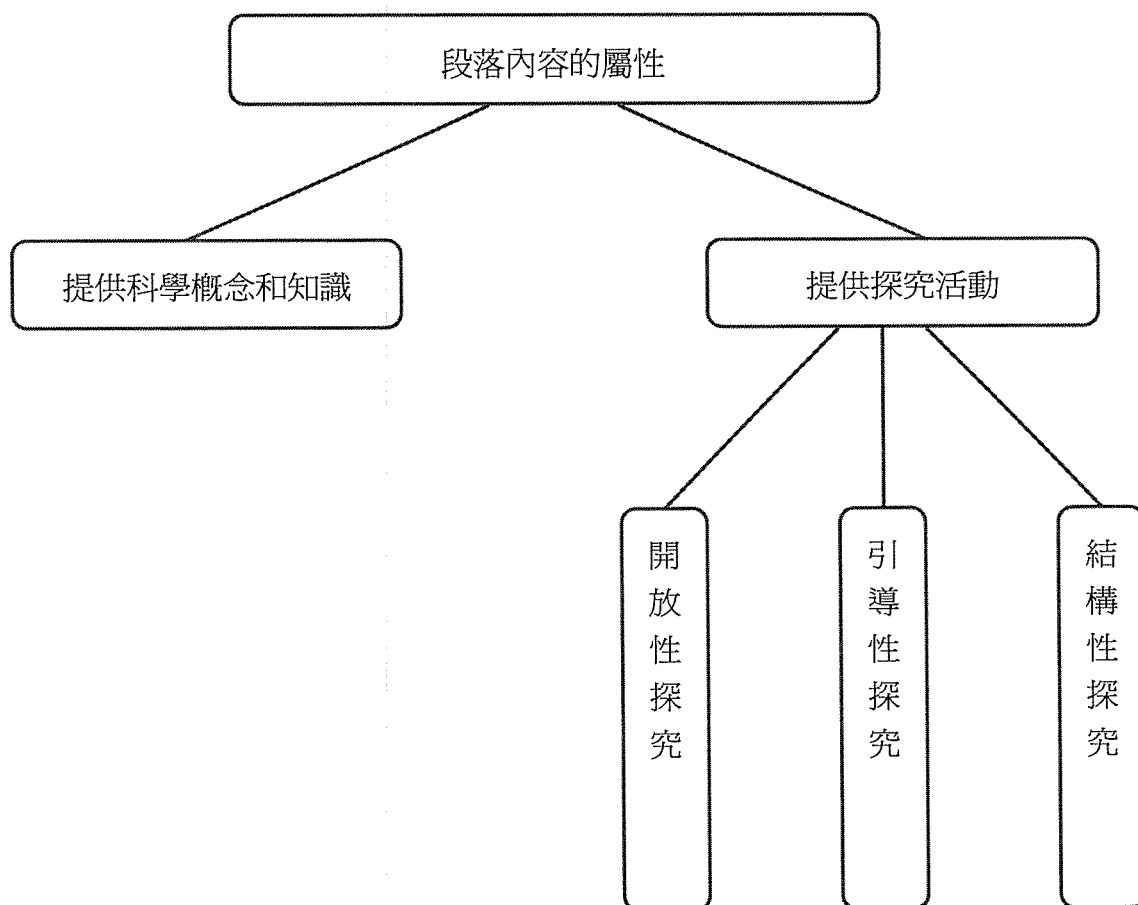 段落內容的屬性
提供科學概念和知識
提供探究活動
開放性探究
引導性探究
結構性探究